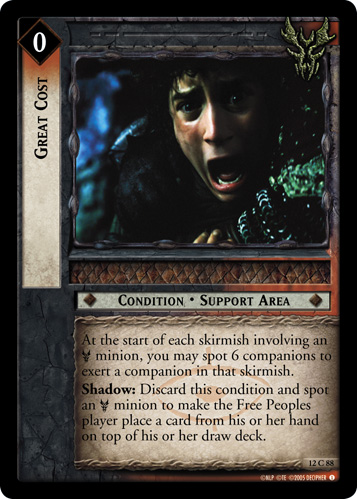 0
GREAT COST
CONDITION • SUPPORT AREA
At the start of each skirmish involving an
minion, you may spot 6 companions to
exert a companion in that skirmish.
Shadow: Discard this condition and spot
an minion to make the Free Peoples
player place a card from his or her hand
on top of his or her draw deck.
12 C 88
©NLP ©TE ©2005 DECIPHER